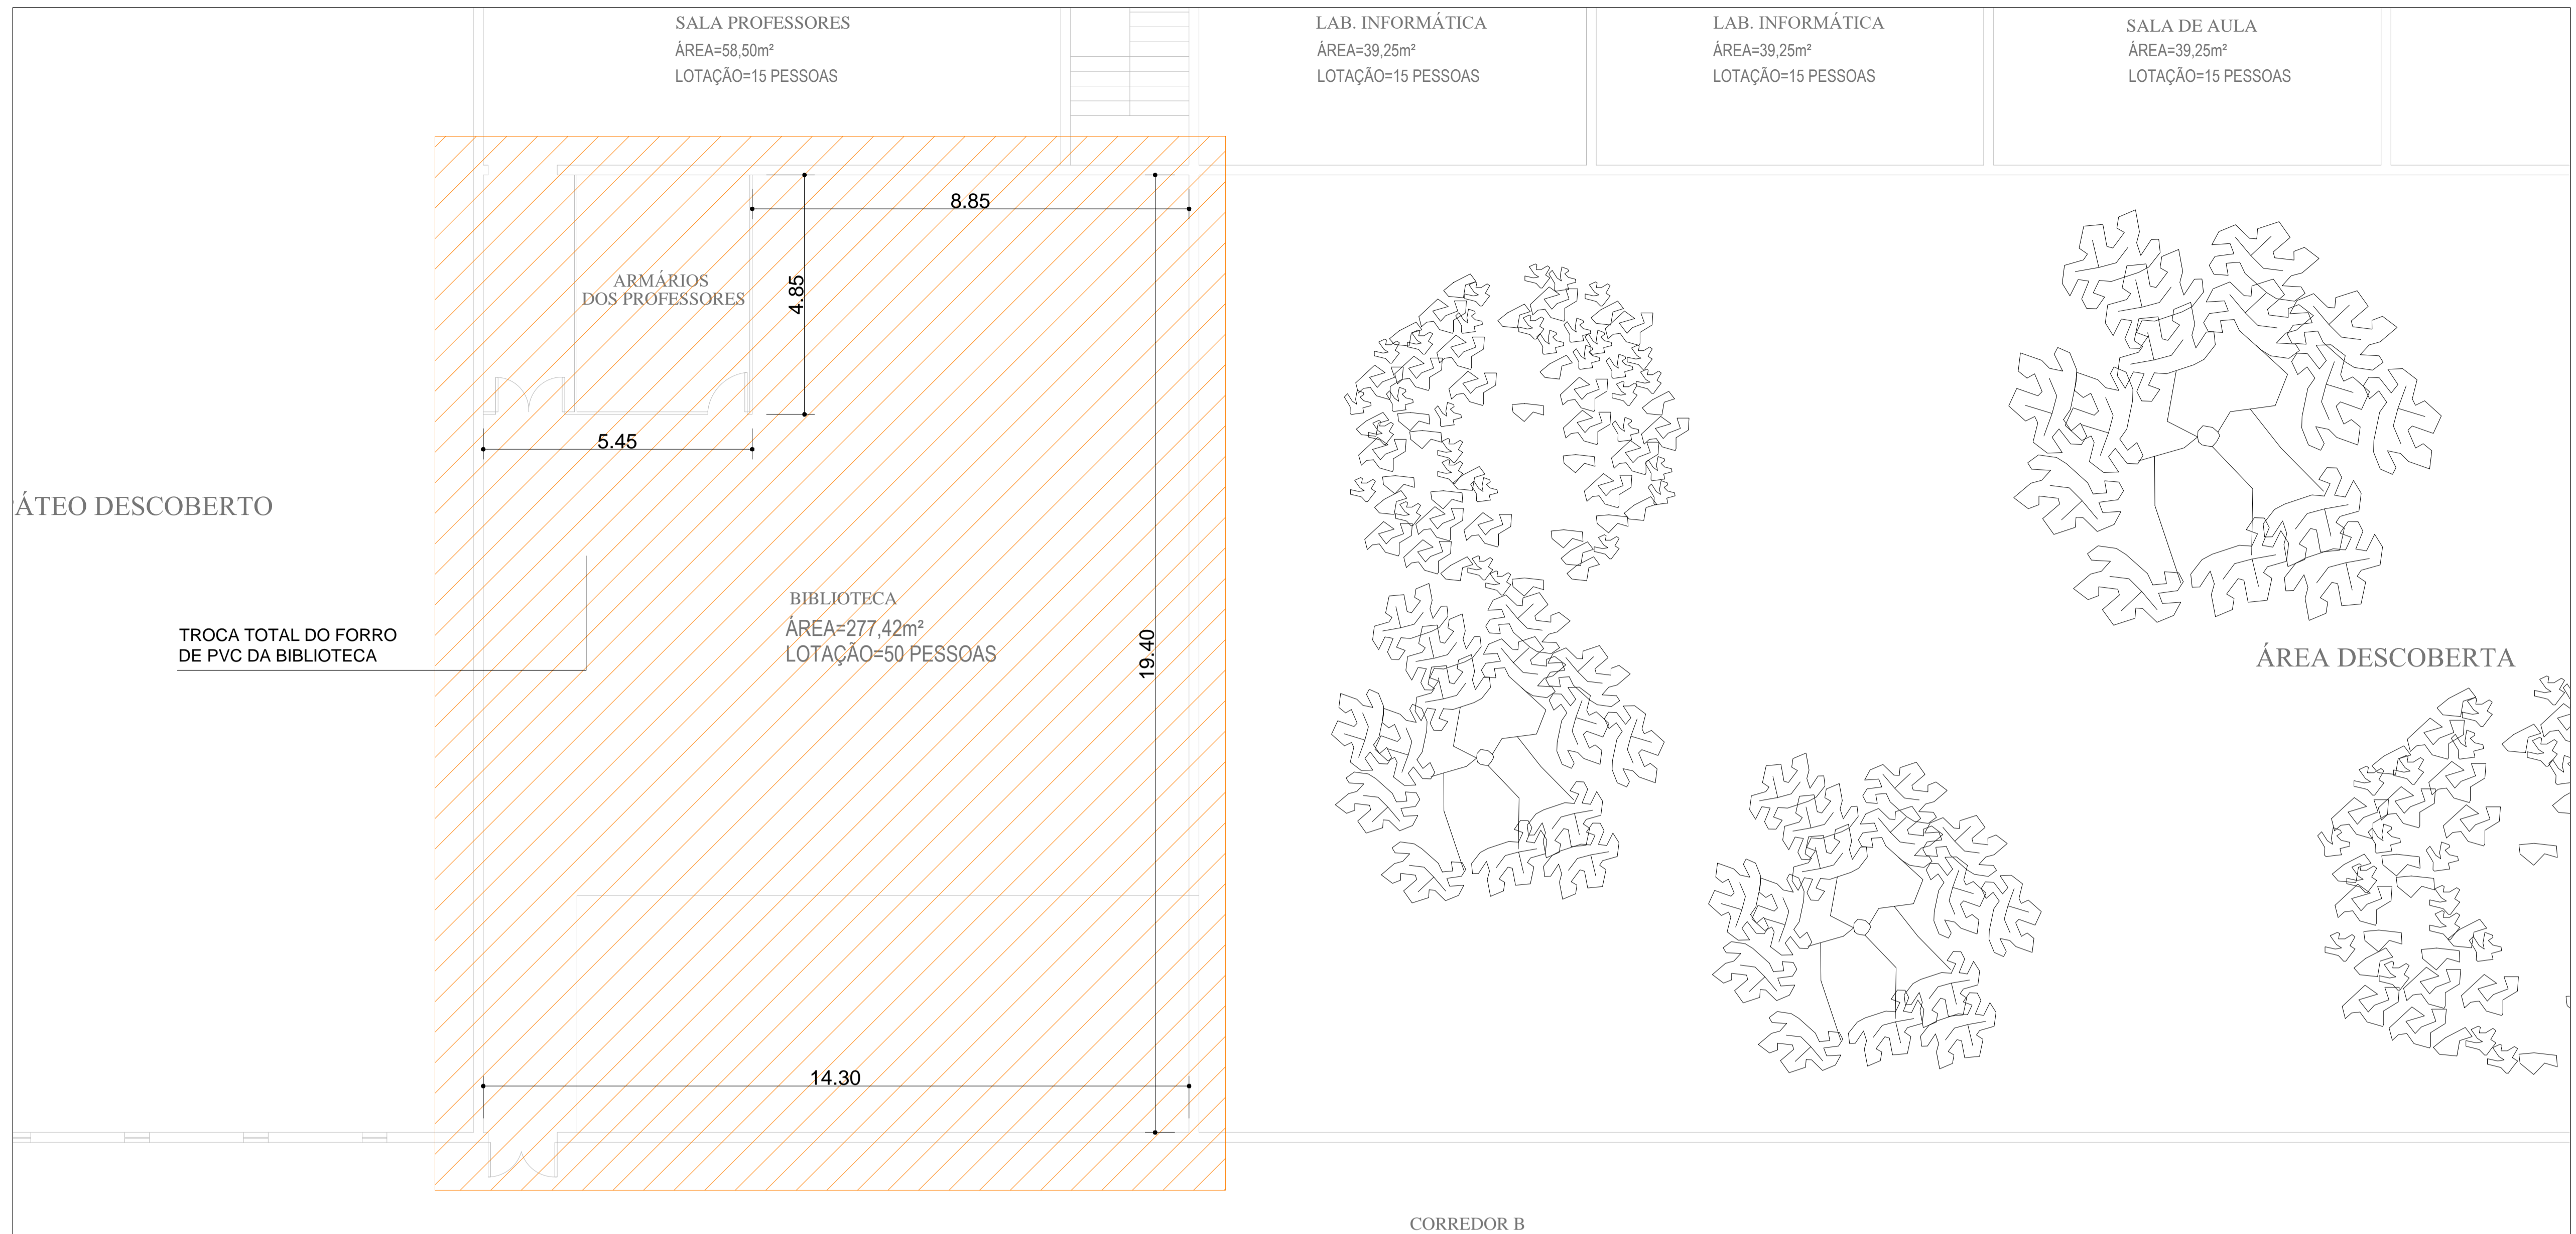 SALA PROFESSORES
ÁREA=58,50m²
LOTAÇÃO=15 PESSOAS
LAB. INFORMÁTICA
ÁREA=39,25m²
LOTAÇÃO=15 PESSOAS
LAB. INFORMÁTICA
ÁREA=39,25m²
LOTAÇÃO=15 PESSOAS
SALA DE AULA
ÁREA=39,25m²
LOTAÇÃO=15 PESSOAS
8.85
ARMÁRIOS
DOS PROFESSORES
4.85
5.45
ÁTEO DESCOBERTO
BIBLIOTECA
ÁREA=277,42m²
LOTAÇÃO=50 PESSOAS
19.40
TROCA TOTAL DO FORRO
DE PVC DA BIBLIOTECA
ÁREA DESCOBERTA
14.30
CORREDOR B